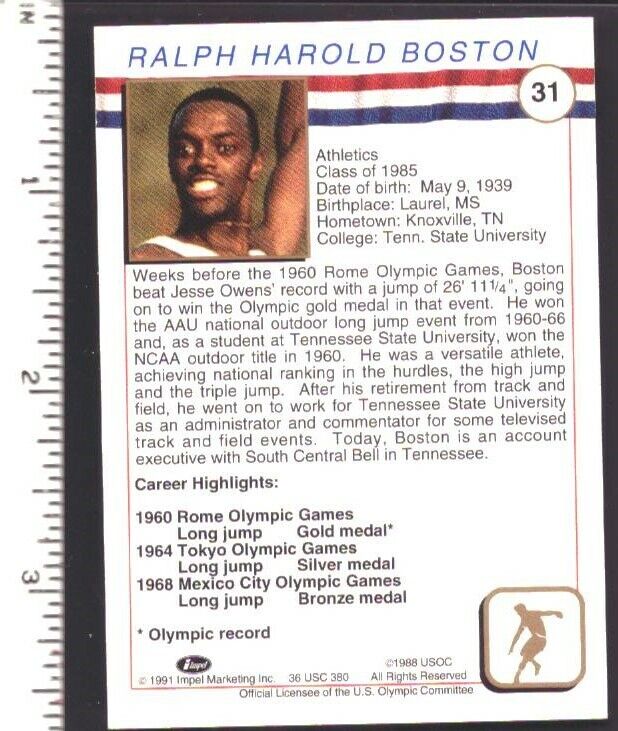 IN
1
2
3
RALPH HAROLD BOSTON
31
Athletics
Class of 1985
Date of birth: May 9, 1939
Birthplace: Laurel, MS
Hometown: Knoxville, TN
College: Tenn. State University
Weeks before the 1960 Rome Olympic Games, Boston
beat Jesse Owens' record with a jump of 26' 11¼", going
on to win the Olympic gold medal in that event. He won
the AAU national outdoor long jump event from 1960-66
and, as a student at Tennessee State University, won the
NCAA outdoor title in 1960. He was a versatile athlete,
achieving national ranking in the hurdles, the high jump
and the triple jump. After his retirement from track and
field, he went on to work for Tennessee State University
as an administrator and commentator for some televised
track and field events. Today, Boston is an account
executive with South Central Bell in Tennessee.
Career Highlights:
1960 Rome Olympic Games
Long jump Gold medal*
1964 Tokyo Olympic Games
Long jump Silver medal
1968 Mexico City Olympic Games
Long jump Bronze medal
* Olympic record
Impel
©1988 USOC
© 1991 Impel Marketing Inc. 36 USC 380 All Rights Reserved
Official Licensee of the U.S. Olympic Committee